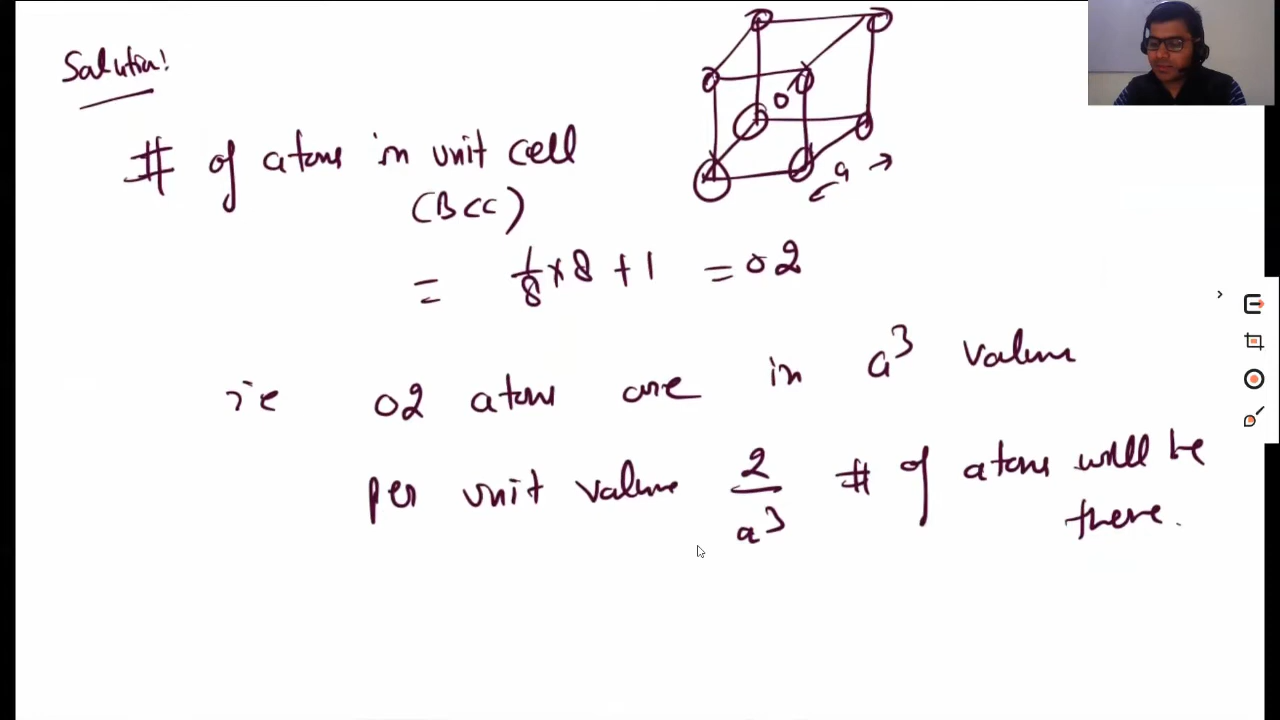 Solution!
# of atoms in unit cell
(BCC)
= 1/8 x 8 + 1 = 02
ie 02 atoms are in a³ volume
per unit volume 2/a³ # of atoms will be
there.
a